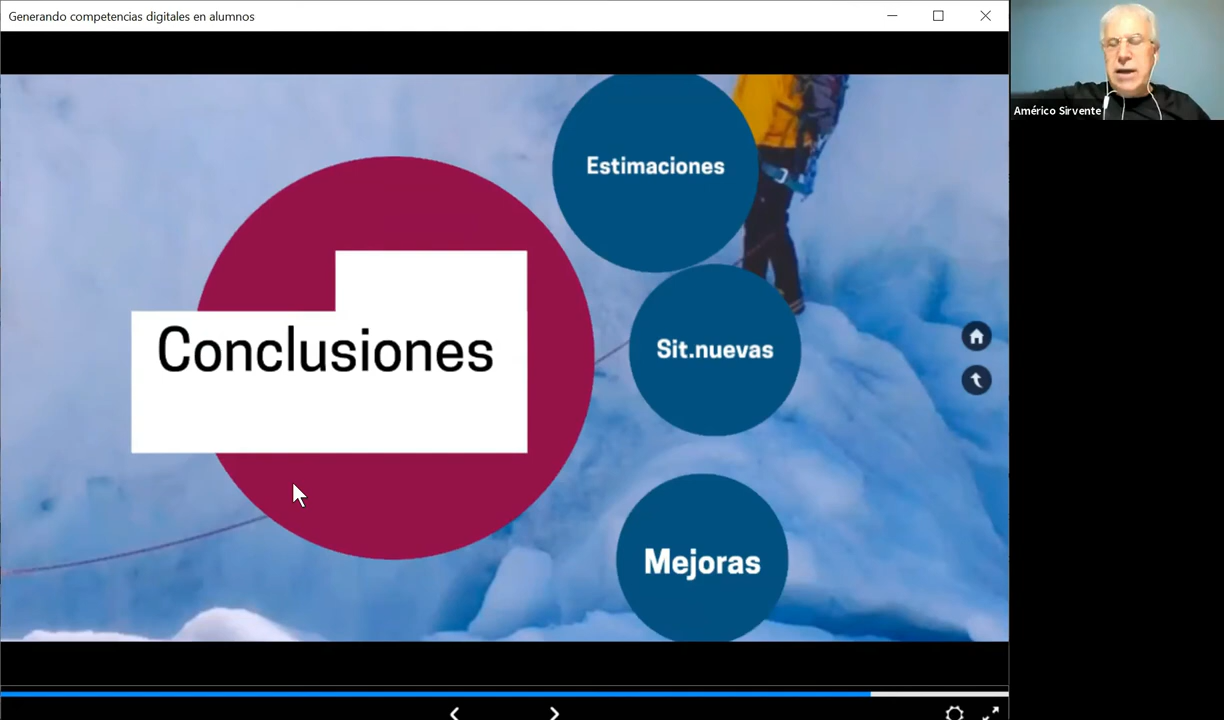 Generando competencias digitales en alumnos
Américo Sirvente
Estimaciones
Conclusiones
Sit.nuevas
Mejoras